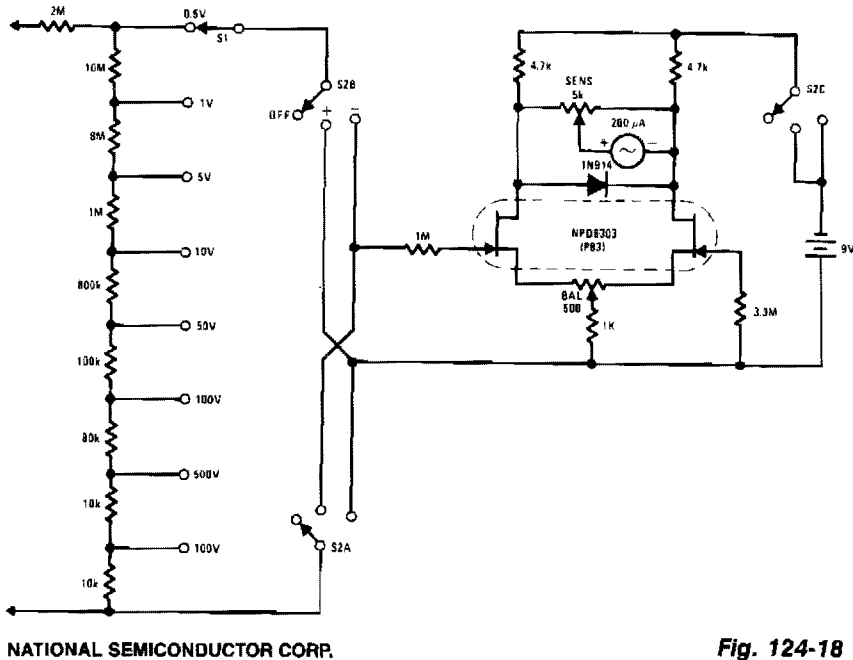 2M
0.5V
S1
10M
S2B
OFF
+
−
1V
8M
5V
1M
10V
800k
50V
100k
100V
80k
500V
10k
100V
10k
S2A
4.7k
4.7k
SENS
5k
200 μA
+
−
1N914
S2C
1M
NPD8303
(P83)
BAL
500
1K
3.3M
9V
NATIONAL SEMICONDUCTOR CORP.
Fig. 124-18